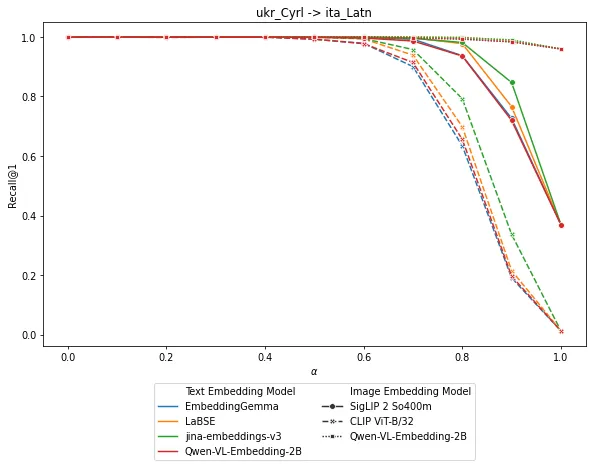 ukr_Cyrl -> ita_Latn
Recall@1
1.0
0.8
0.6
0.4
0.2
0.0
0.0 0.2 0.4 0.6 0.8 1.0
α
Text Embedding Model
EmbeddingGemma
LaBSE
jina-embeddings-v3
Qwen-VL-Embedding-2B
Image Embedding Model
SigLIP 2 So400m
CLIP ViT-B/32
Qwen-VL-Embedding-2B